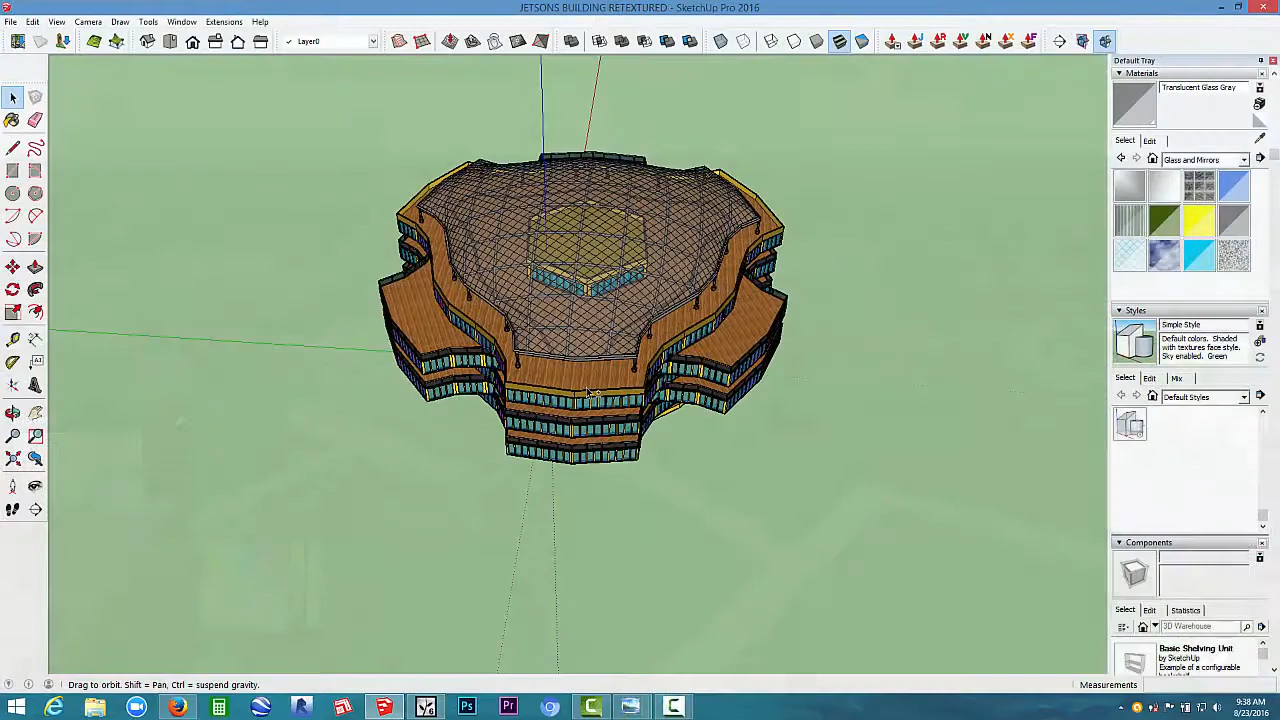 JETSONS BUILDING RETEXTURED - SketchUp Pro 2016
File Edit View Camera Draw Tools Window Extensions Help
Layer0
Default Tray
Materials
Translucent Glass Gray
Select Edit
Glass and Mirrors
Styles
Simple Style
Default colors. Shaded
with textures face style.
Sky enabled. Green
Select Edit Mix
Default Styles
Components
Select Edit Statistics
3D Warehouse
Basic Shelving Unit
by SketchUp
Example of a configurable
Drag to orbit. Shift = Pan, Ctrl = suspend gravity.
Measurements
Ps
Pr
9:38 AM
8/23/2016